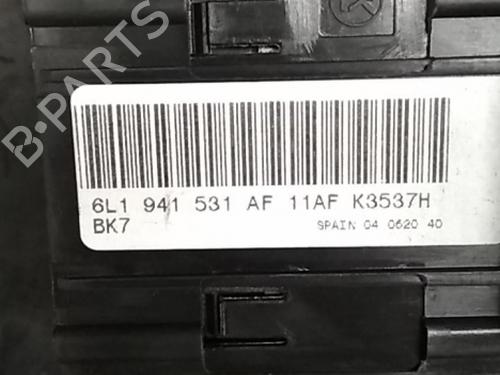 B-PARTS
6L1 941 531 AF 11AF K3537H
BK7
SPAIN 04 0620 40